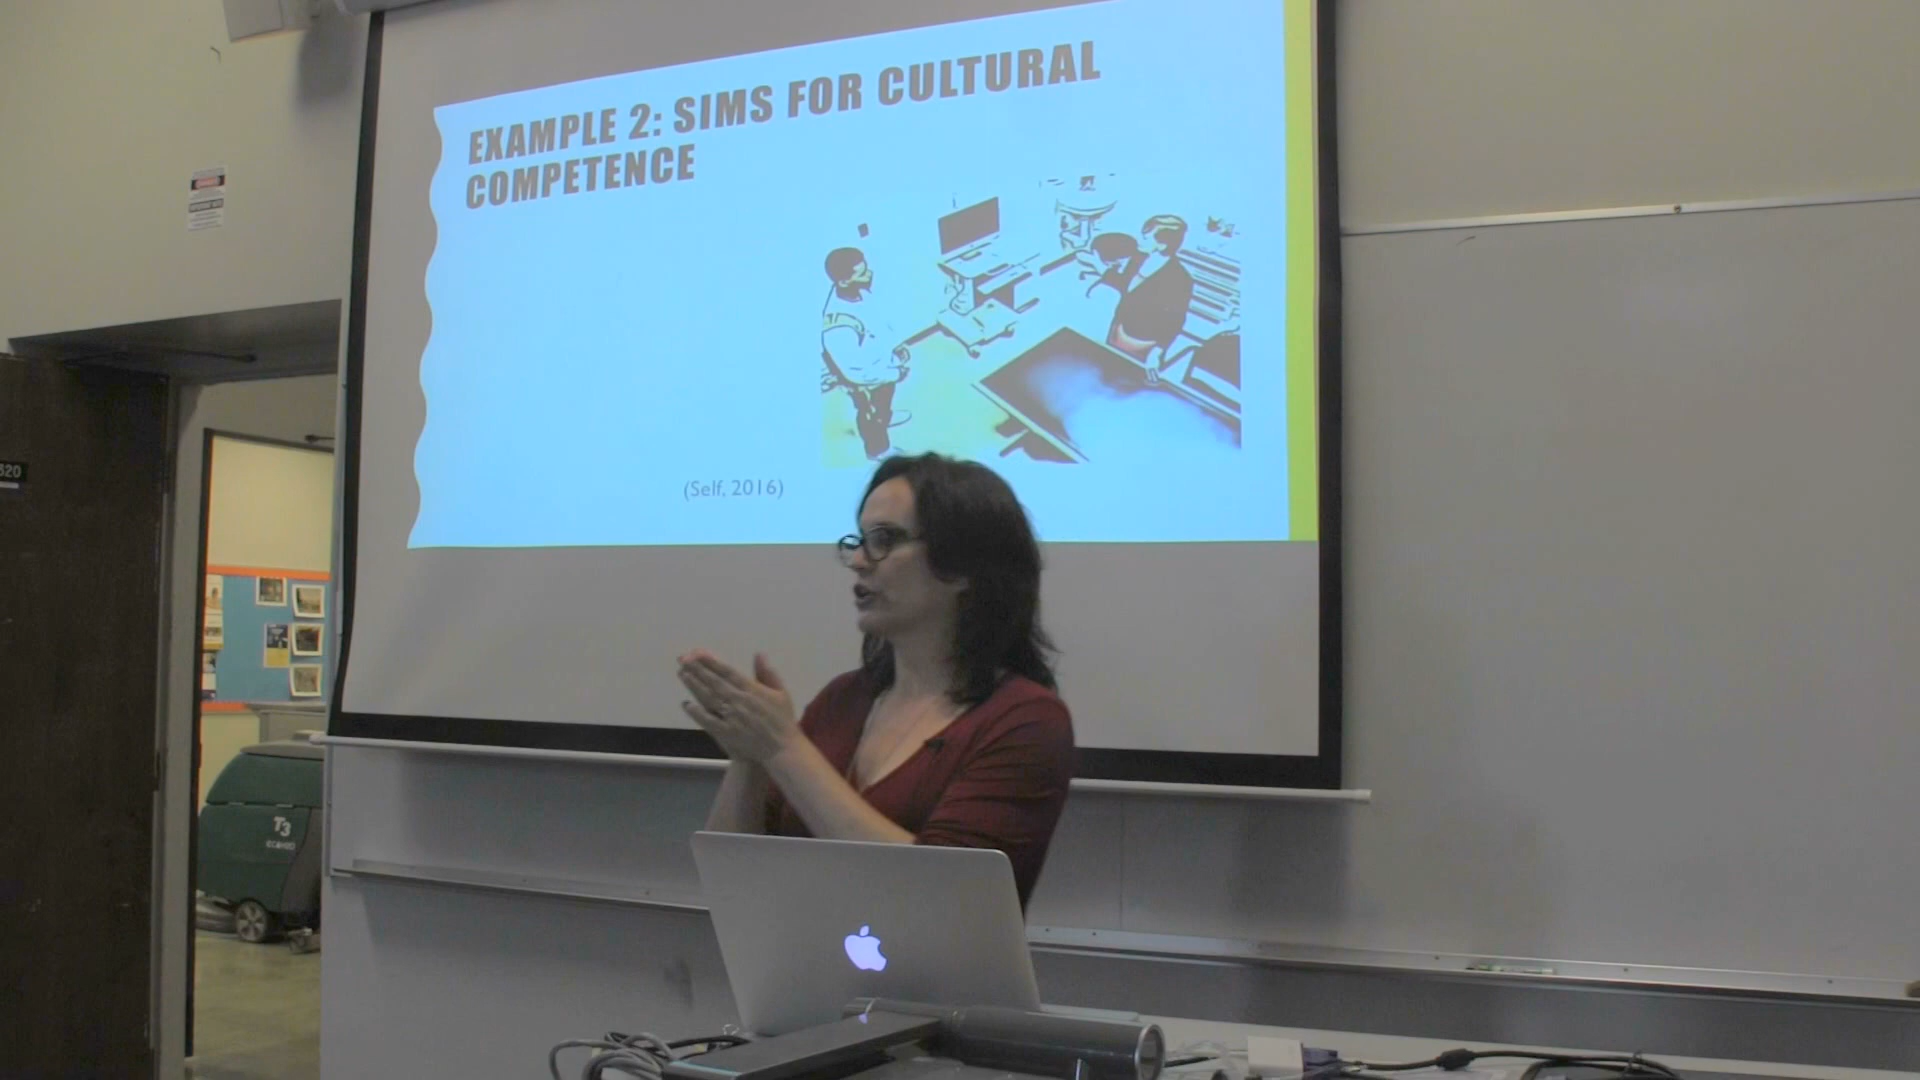 EXAMPLE 2: SIMS FOR CULTURAL
COMPETENCE
(Self, 2016)
320
T3